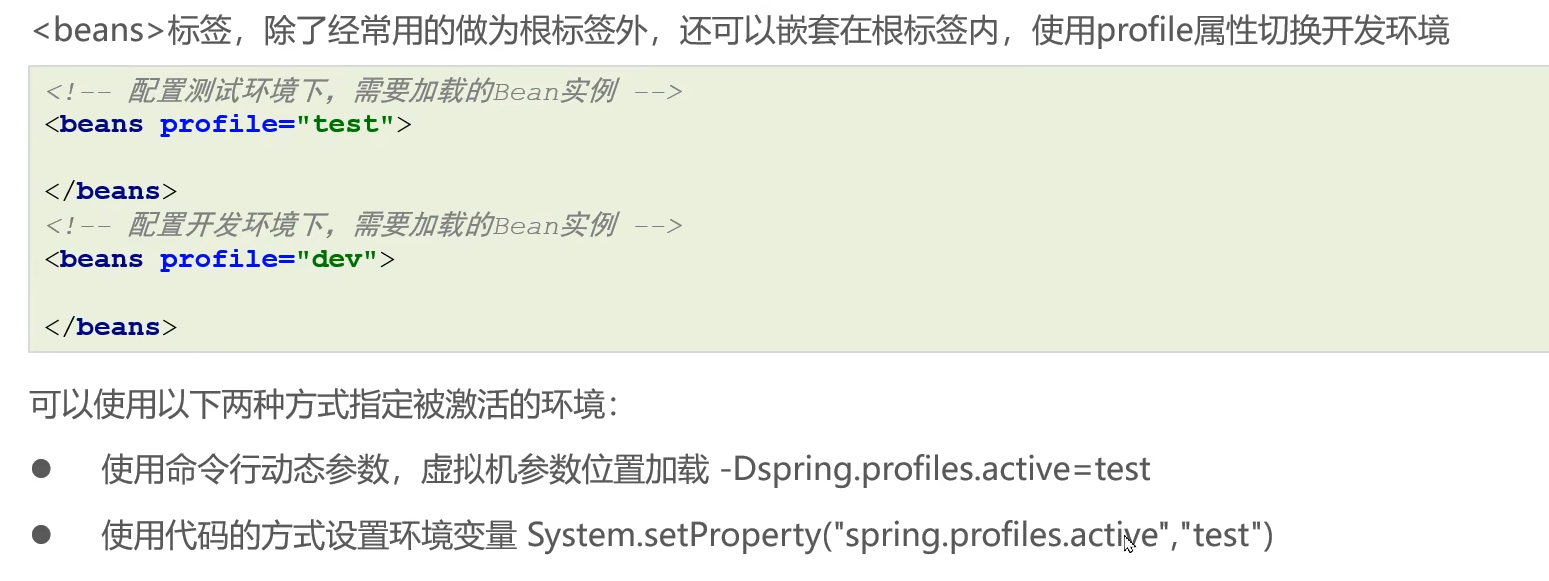 <beans>标签，除了经常用的做为根标签外，还可以嵌套在根标签内，使用profile属性切换开发环境
<!-- 配置测试环境下，需要加载的Bean实例 -->
<beans profile="test">
</beans>
<!-- 配置开发环境下，需要加载的Bean实例 -->
<beans profile="dev">
</beans>
可以使用以下两种方式指定被激活的环境：
● 使用命令行动态参数，虚拟机参数位置加载 -Dspring.profiles.active=test
● 使用代码的方式设置环境变量 System.setProperty("spring.profiles.active","test")